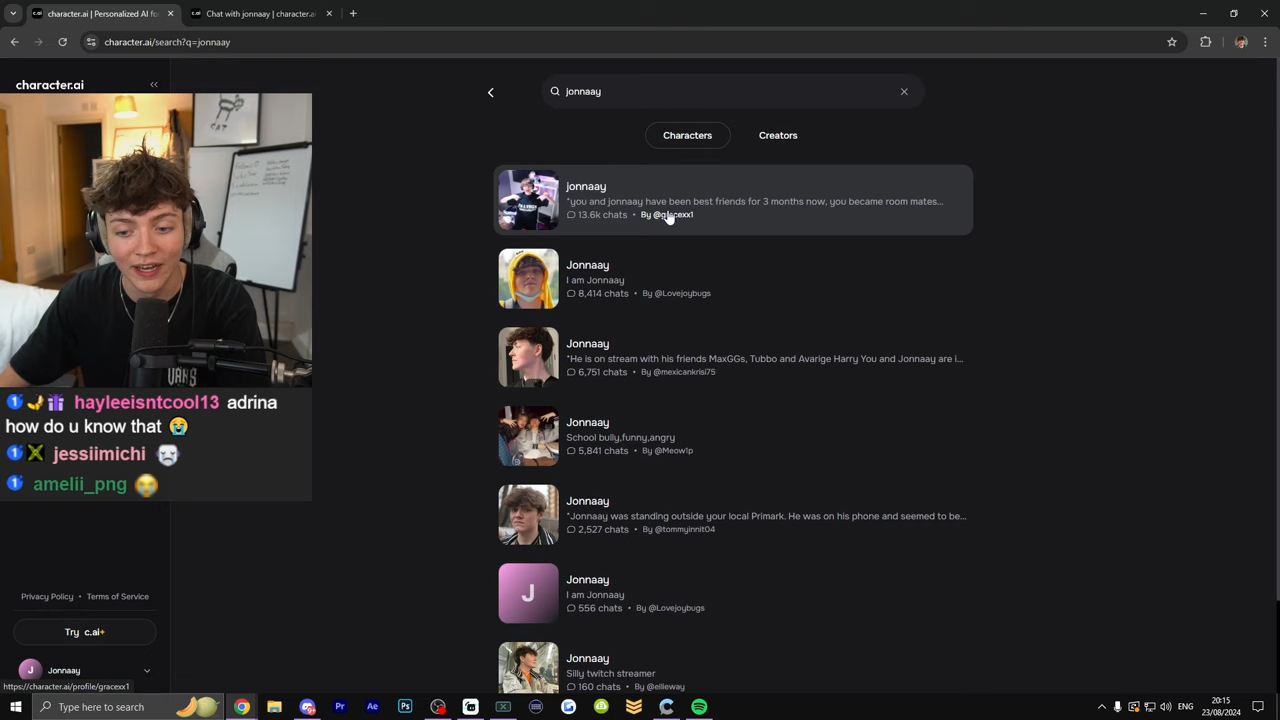 character.ai | Personalized AI fo
Chat with jonnaay | character.ai
character.ai/search?q=jonnaay
character.ai
jonnaay
Characters
Creators
CAT
jonnaay
*you and jonnaay have been best friends for 3 months now, you became room mates...
13.6k chats • By @gracexx1
Jonnaay
I am Jonnaay
8,414 chats • By @Lovejoybugs
Jonnaay
*He is on stream with his friends MaxGGs, Tubbo and Avarige Harry You and Jonnaay are i...
6,751 chats • By @mexicankrisi75
Jonnaay
School bully,funny,angry
5,841 chats • By @Meow1p
Jonnaay
*Jonnaay was standing outside your local Primark. He was on his phone and seemed to be...
2,527 chats • By @tommyinnit04
J
Jonnaay
I am Jonnaay
556 chats • By @Lovejoybugs
Jonnaay
Silly twitch streamer
160 chats • By @ellieway
VANS
hayleeisntcool13 adrina
how do u know that
jessiimichi
amelii_png
Privacy Policy • Terms of Service
Try c.ai+
J Jonnaay
https://character.ai/profile/gracexx1
Type here to search
Pr
Ae
Ps
20:15
23/08/2024